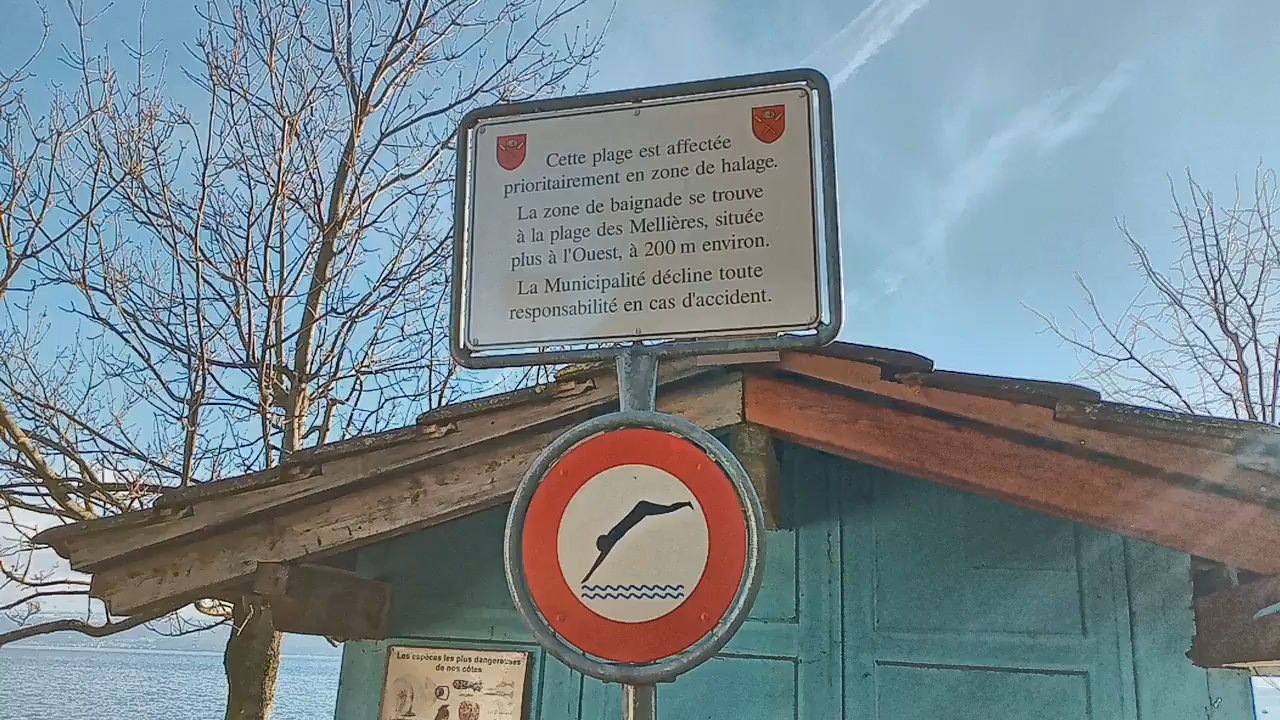 Cette plage est affectée
prioritairement en zone de halage.
La zone de baignade se trouve
à la plage des Mellières, située
plus à l'Ouest, à 200 m environ.
La Municipalité décline toute
responsabilité en cas d'accident.
Les espèces les plus dangereuses
de nos côtes